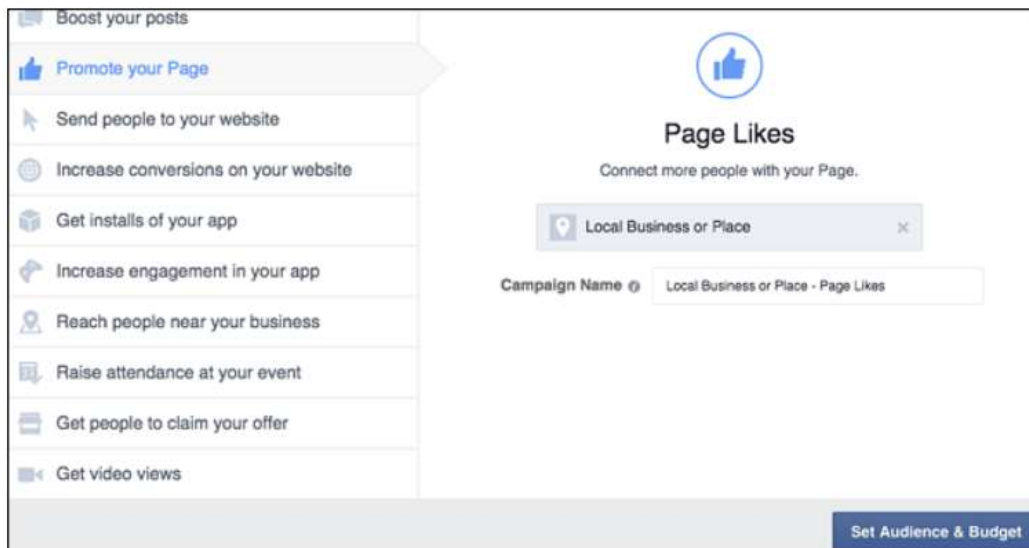 Boost your posts
Promote your Page
Send people to your website
Increase conversions on your website
Get installs of your app
Increase engagement in your app
Reach people near your business
Raise attendance at your event
Get people to claim your offer
Get video views
Page Likes
Connect more people with your Page.
Local Business or Place
Campaign Name
Local Business or Place - Page Likes
Set Audience & Budget